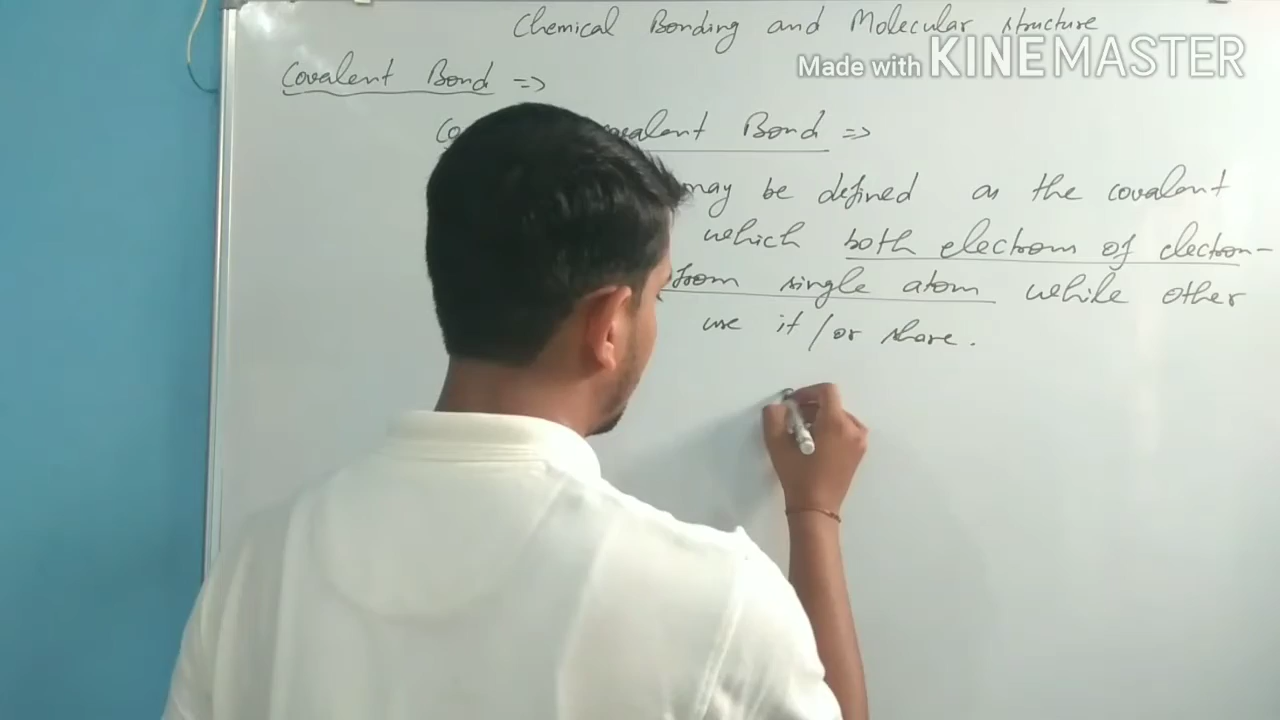 Chemical Bonding and Molecular structure
Made with KINEMASTER
Covalent Bond =>
Bond =>
may be defined as the covalent
which both electrons of electron-
from single atom while other
use it / or share.